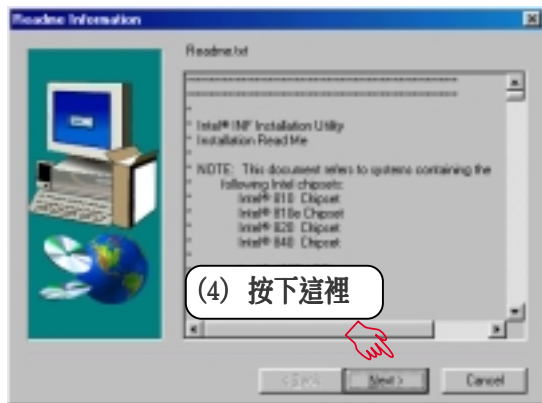 Readme Information
Readme.txt
Intel® INF Installation Utility
Installation Read Me
NOTE: This document refers to systems containing the
following Intel chipsets:
Intel® 810 Chipset
Intel® 810e Chipset
Intel® 820 Chipset
Intel® 840 Chipset
(4) 按下這裡
< Back
Next >
Cancel